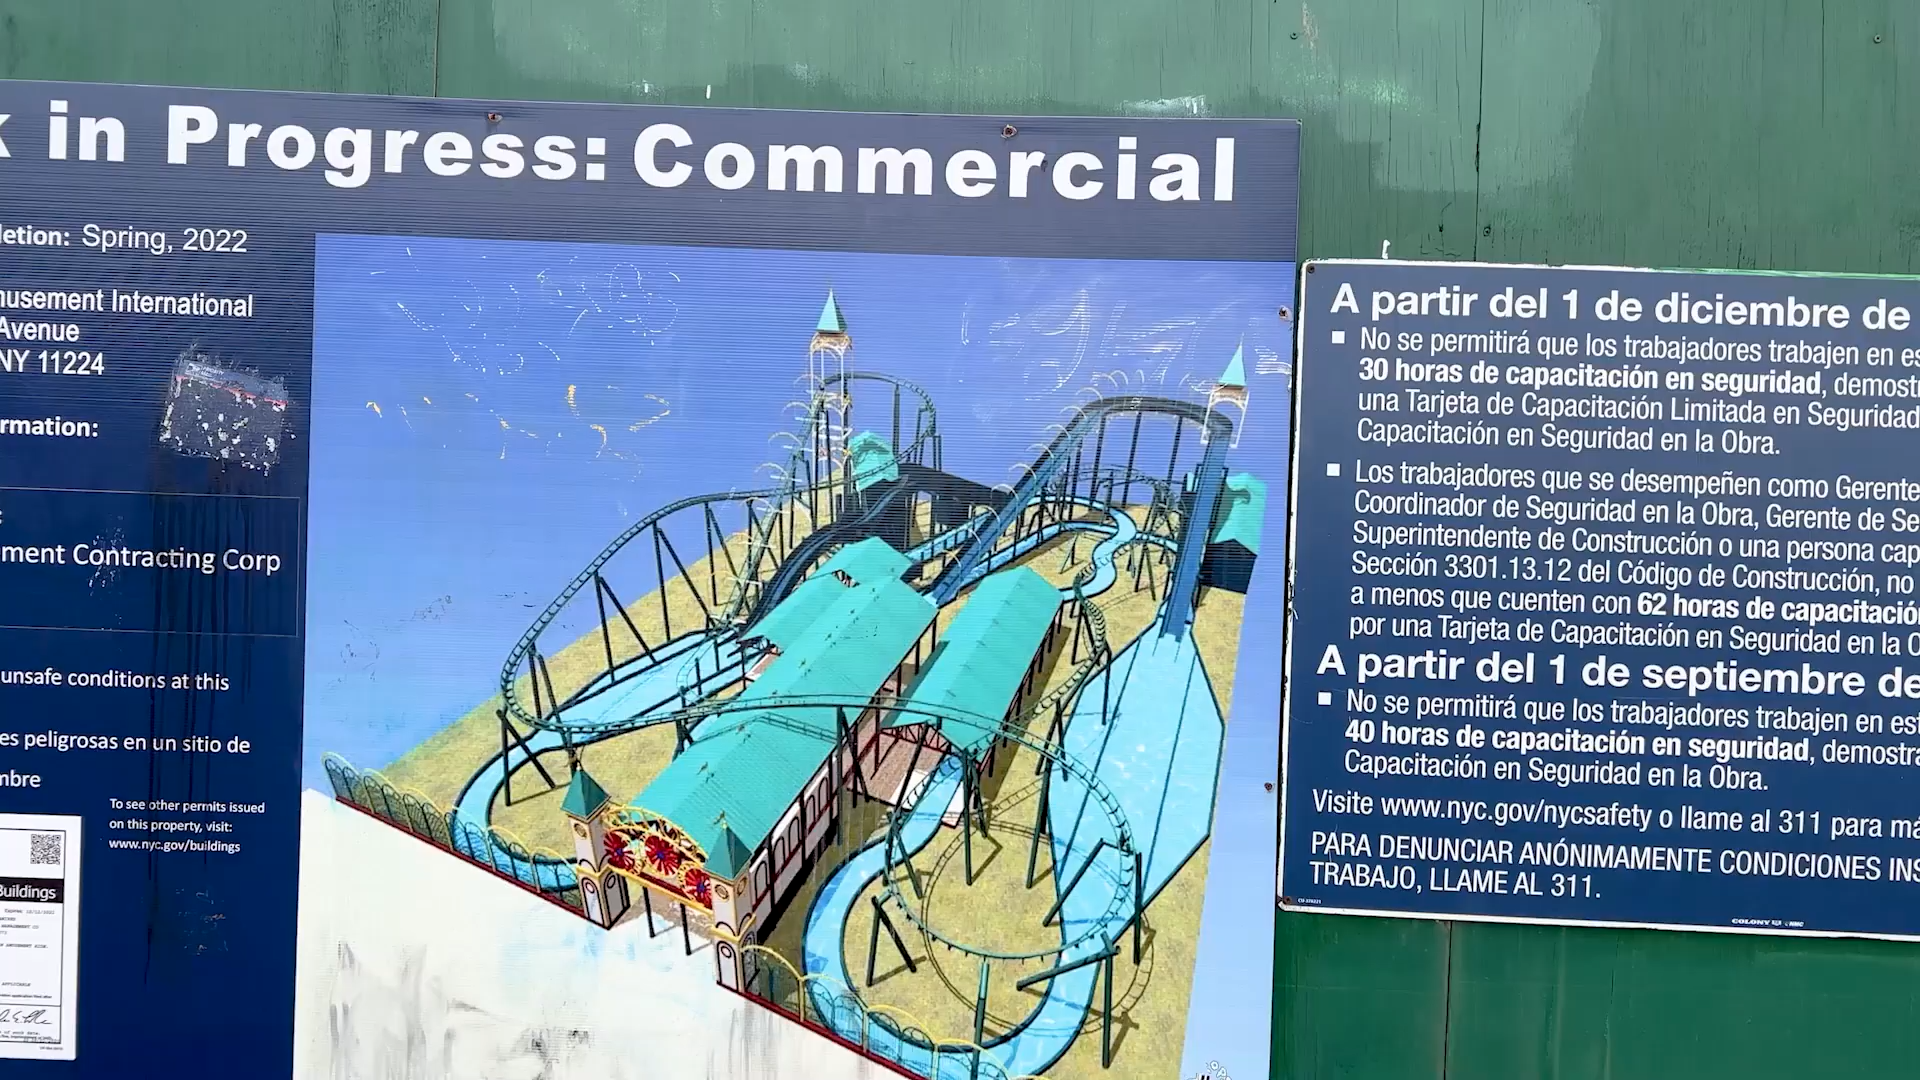 k in Progress: Commercial
letion: Spring, 2022
musement International
Avenue
NY 11224
rmation:
:
ment Contracting Corp
unsafe conditions at this
es peligrosas en un sitio de
mbre
To see other permits issued
on this property, visit:
www.nyc.gov/buildings
Buildings
A partir del 1 de diciembre de
No se permitirá que los trabajadores trabajen en es
30 horas de capacitación en seguridad, demost
una Tarjeta de Capacitación Limitada en Seguridad
Capacitación en Seguridad en la Obra.
Los trabajadores que se desempeñen como Gerente
Coordinador de Seguridad en la Obra, Gerente de Se
Superintendente de Construcción o una persona cap
Sección 3301.13.12 del Código de Construcción, no
a menos que cuenten con 62 horas de capacitación
por una Tarjeta de Capacitación en Seguridad en la O
A partir del 1 de septiembre de
No se permitirá que los trabajadores trabajen en est
40 horas de capacitación en seguridad, demostra
Capacitación en Seguridad en la Obra.
Visite www.nyc.gov/nycsafety o llame al 311 para má
PARA DENUNCIAR ANÓNIMAMENTE CONDICIONES INS
TRABAJO, LLAME AL 311.
COLONY